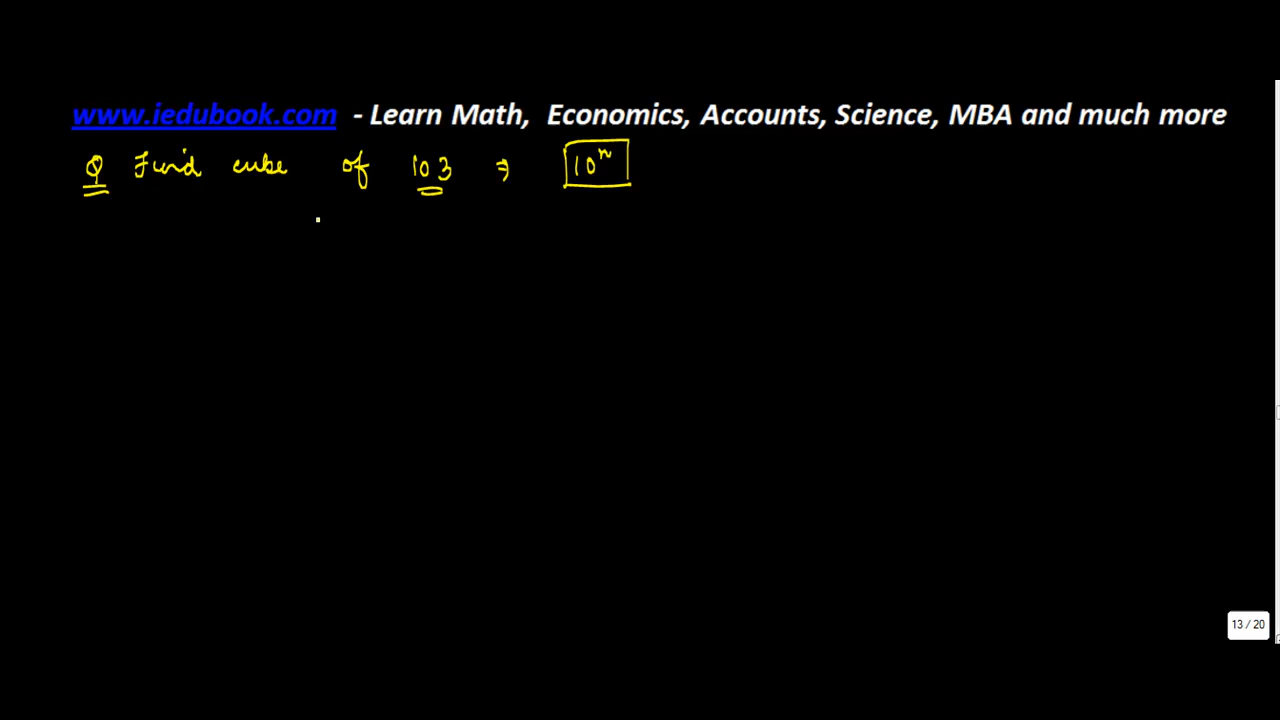 www.iedubook.com - Learn Math, Economics, Accounts, Science, MBA and much more
Q Find cube of 103 ⇒ 10ⁿ
13 / 20